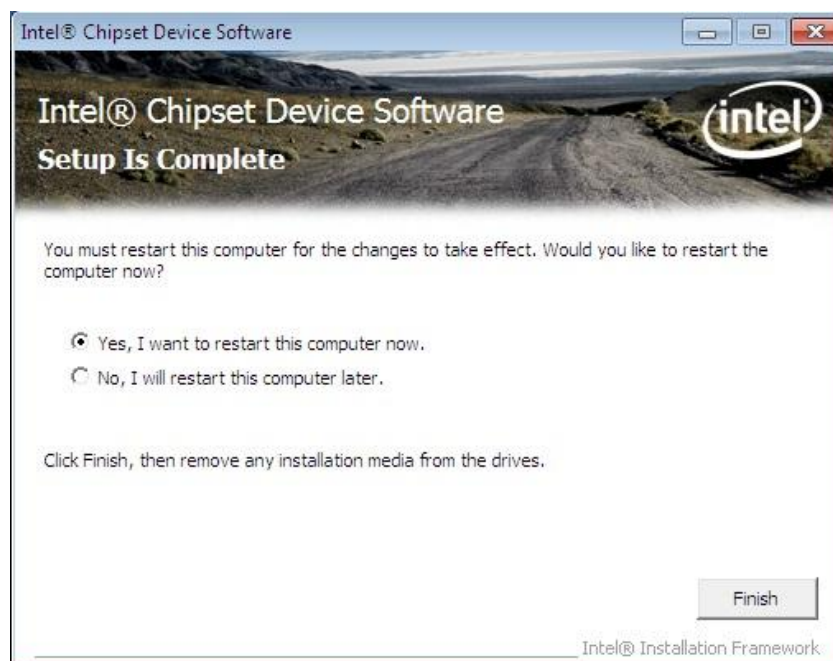 Intel® Chipset Device Software
Intel® Chipset Device Software
intel
Setup Is Complete
You must restart this computer for the changes to take effect. Would you like to restart the
computer now?
Yes, I want to restart this computer now.
No, I will restart this computer later.
Click Finish, then remove any installation media from the drives.
Finish
Intel® Installation Framework